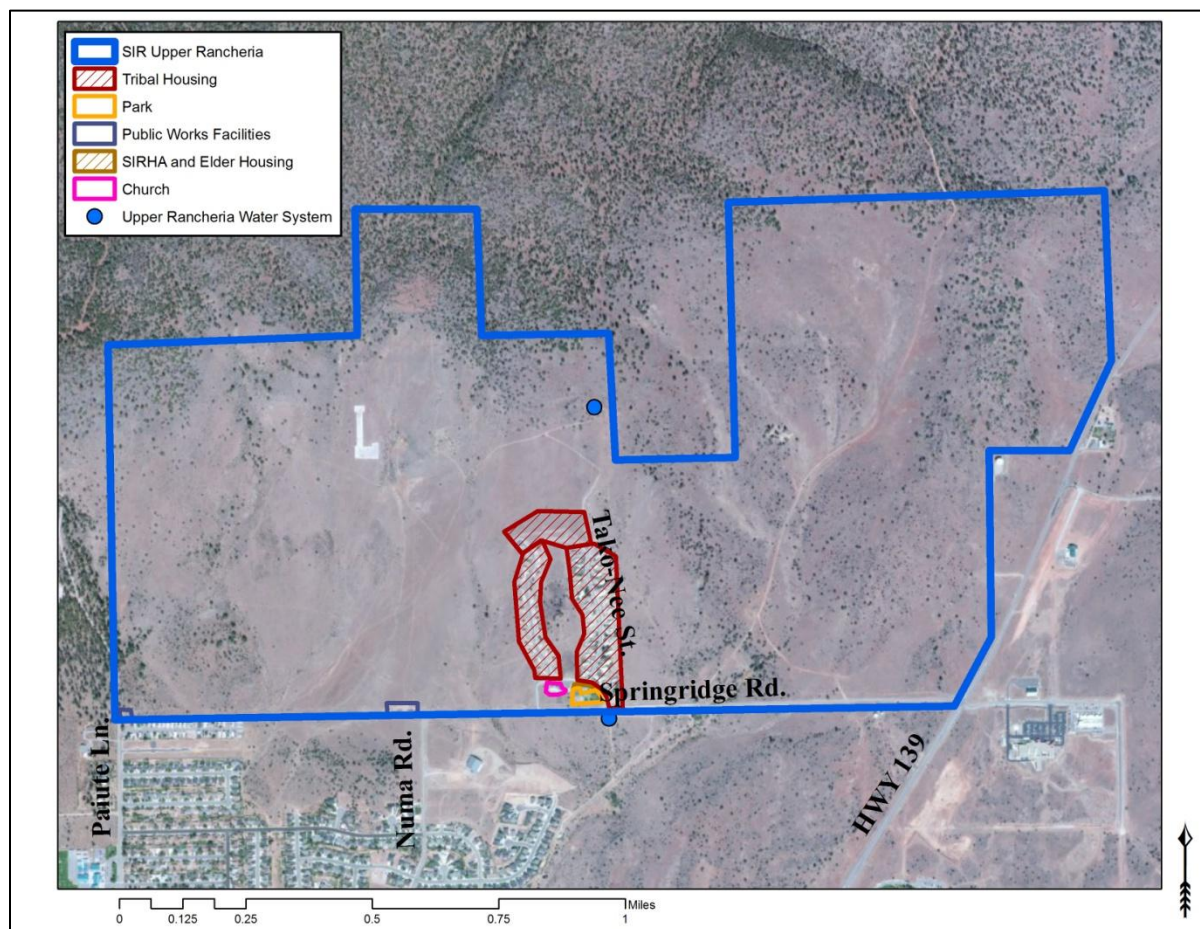 SIR Upper Rancheria
Tribal Housing
Park
Public Works Facilities
SIRHA and Elder Housing
Church
Upper Rancheria Water System
Tako-Nee St.
Springridge Rd.
Paiute Ln.
Numa Rd.
HWY 139
Miles
0 0.125 0.25 0.5 0.75 1